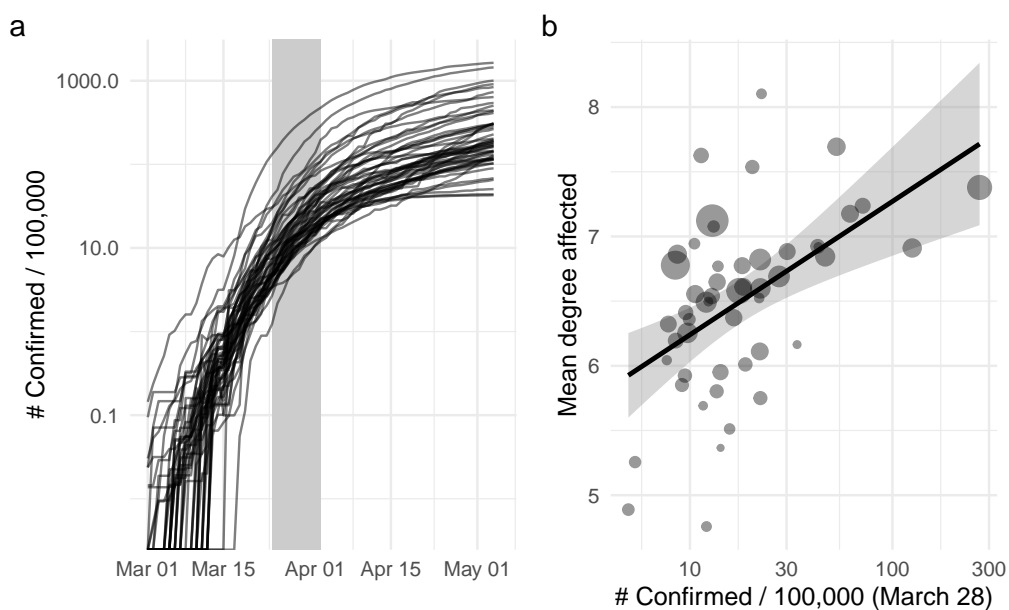 a
# Confirmed / 100,000
1000.0
10.0
0.1
Mar 01
Mar 15
Apr 01
Apr 15
May 01
b
Mean degree affected
8
7
6
5
10
30
100
300
# Confirmed / 100,000 (March 28)